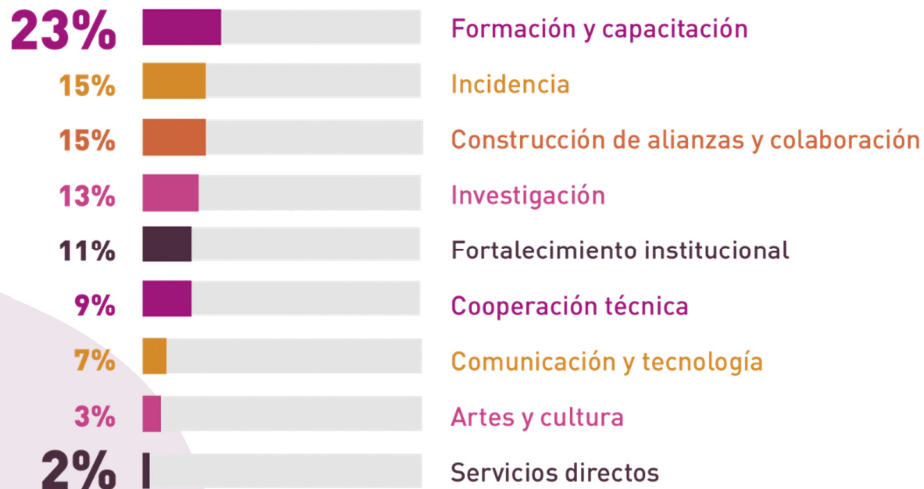 23% Formación y capacitación
15% Incidencia
15% Construcción de alianzas y colaboración
13% Investigación
11% Fortalecimiento institucional
9% Cooperación técnica
7% Comunicación y tecnología
3% Artes y cultura
2% Servicios directos